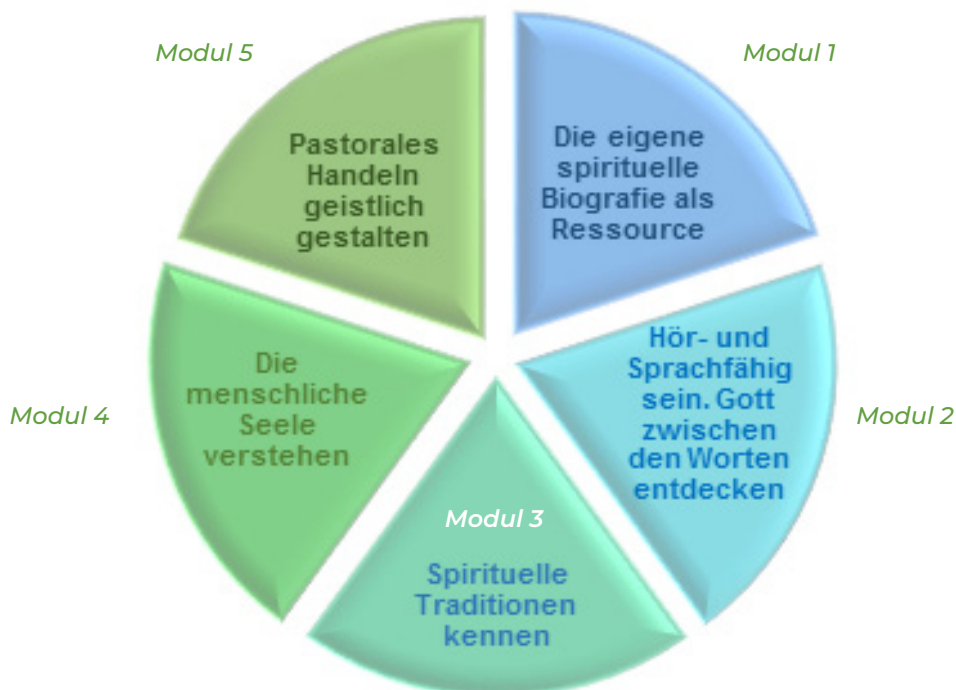 Modul 1
Die eigene
spirituelle
Biografie als
Ressource
Modul 2
Hör- und
Sprachfähig
sein. Gott
zwischen
den Worten
entdecken
Modul 3
Spirituelle
Traditionen
kennen
Modul 4
Die
menschliche
Seele
verstehen
Modul 5
Pastorales
Handeln
geistlich
gestalten